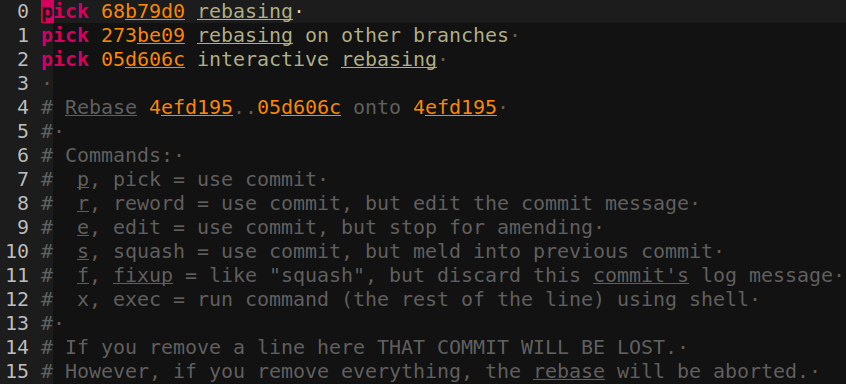 0 pick 68b79d0 rebasing·
1 pick 273be09 rebasing on other branches·
2 pick 05d606c interactive rebasing·
3 ·
4 # Rebase 4efd195..05d606c onto 4efd195·
5 #·
6 # Commands:·
7 #  p, pick = use commit·
8 #  r, reword = use commit, but edit the commit message·
9 #  e, edit = use commit, but stop for amending·
10 #  s, squash = use commit, but meld into previous commit·
11 #  f, fixup = like "squash", but discard this commit's log message·
12 #  x, exec = run command (the rest of the line) using shell·
13 #·
14 # If you remove a line here THAT COMMIT WILL BE LOST.·
15 # However, if you remove everything, the rebase will be aborted.·